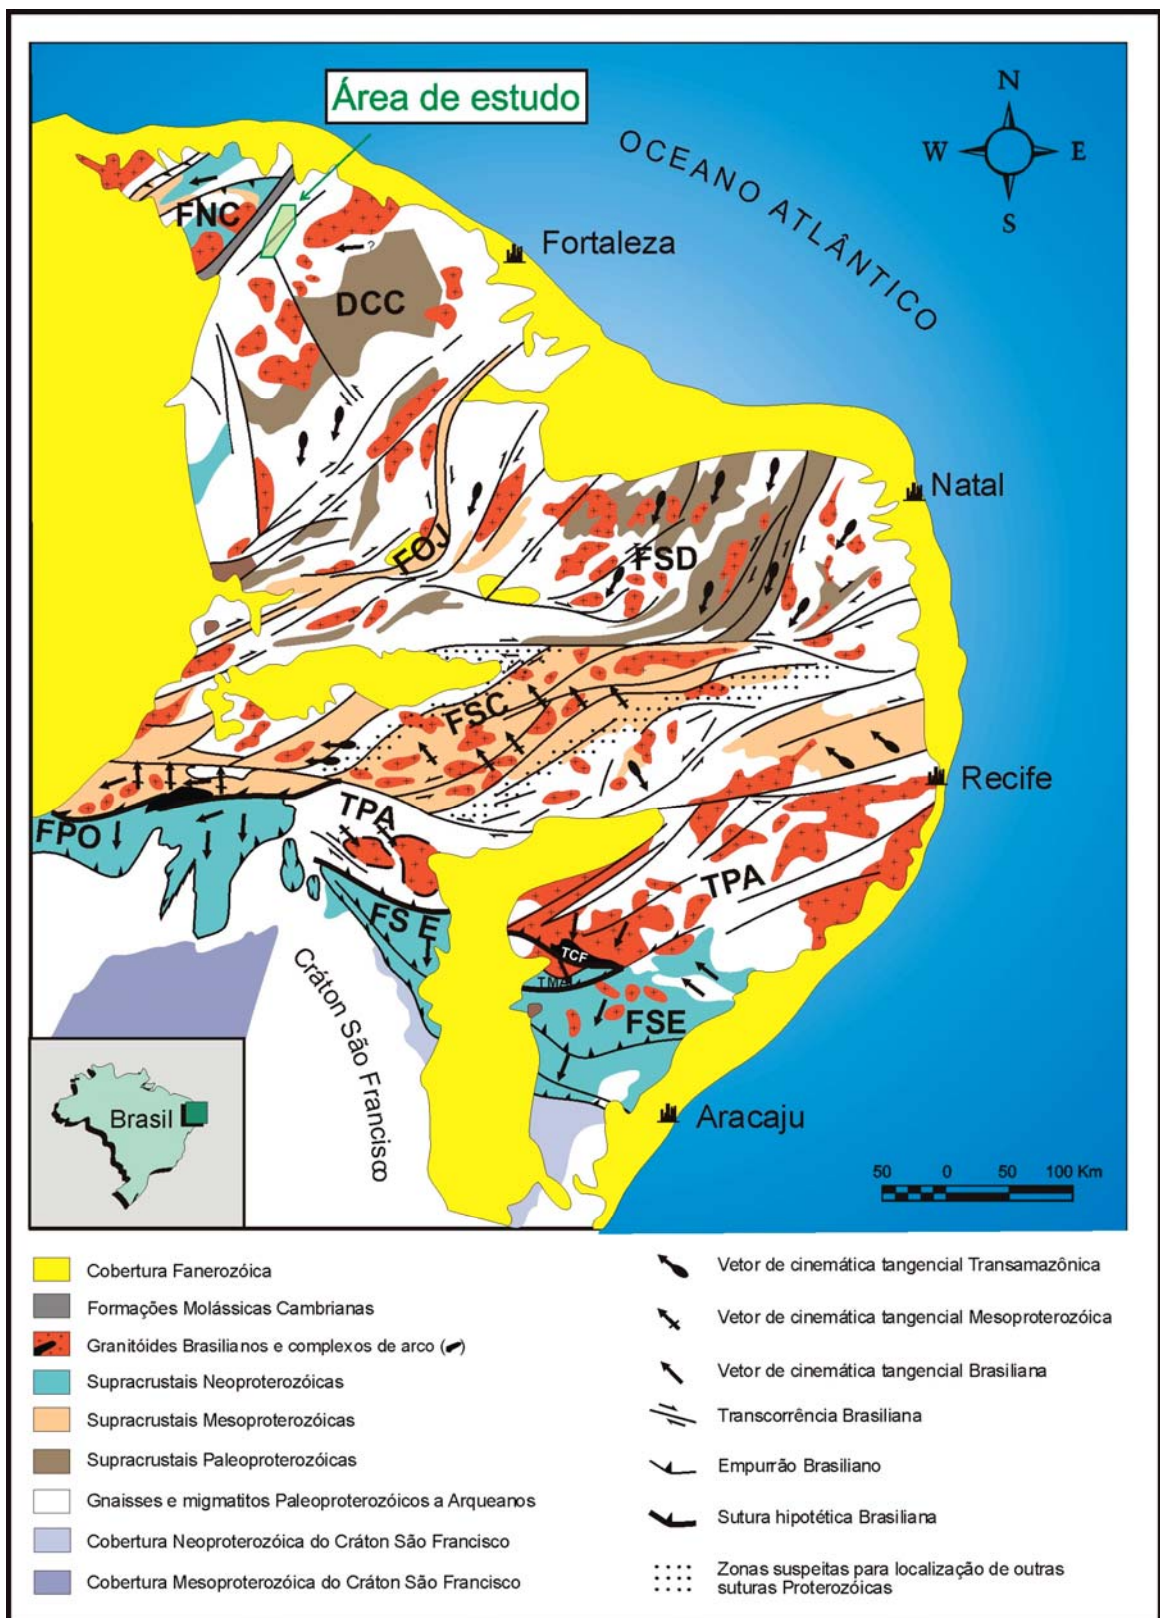 Área de estudo
N
W
E
S
OCEANO ATLÂNTICO
FNC
Fortaleza
?
DCC
Natal
FOJ
FSD
FSC
Recife
FPO
TPA
TPA
FS E
TCF
TMA
FSE
Cráton São Francisco
Brasil
Aracaju
50 0 50 100 Km
Cobertura Fanerozóica
Formações Molássicas Cambrianas
Granitóides Brasilianos e complexos de arco ( )
Supracrustais Neoproterozóicas
Supracrustais Mesoproterozóicas
Supracrustais Paleoproterozóicas
Gnaisses e migmatitos Paleoproterozóicos a Arqueanos
Cobertura Neoproterozóica do Cráton São Francisco
Cobertura Mesoproterozóica do Cráton São Francisco
Vetor de cinemática tangencial Transamazônica
Vetor de cinemática tangencial Mesoproterozóica
Vetor de cinemática tangencial Brasiliana
Transcorrência Brasiliana
Empurrão Brasiliano
Sutura hipotética Brasiliana
Zonas suspeitas para localização de outras
suturas Proterozóicas